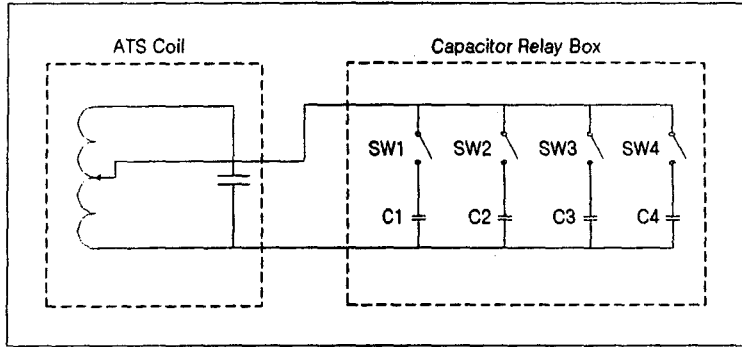 ATS Coil
Capacitor Relay Box
SW1 SW2 SW3 SW4
C1 C2 C3 C4